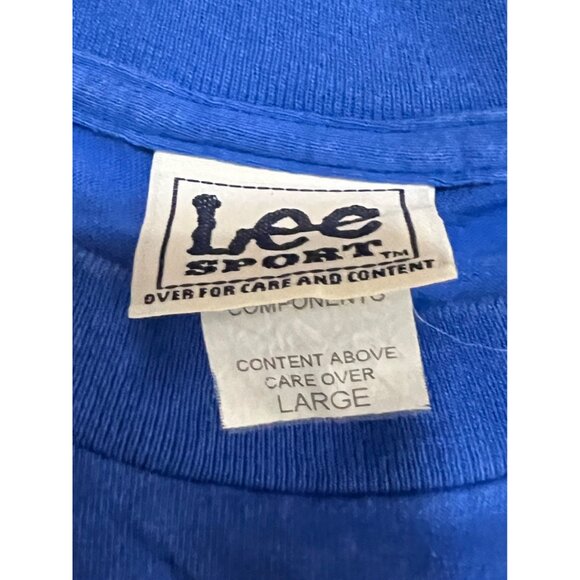 Lee
SPORT™
OVER FOR CARE AND CONTENT
COMPONENTS
CONTENT ABOVE
CARE OVER
LARGE